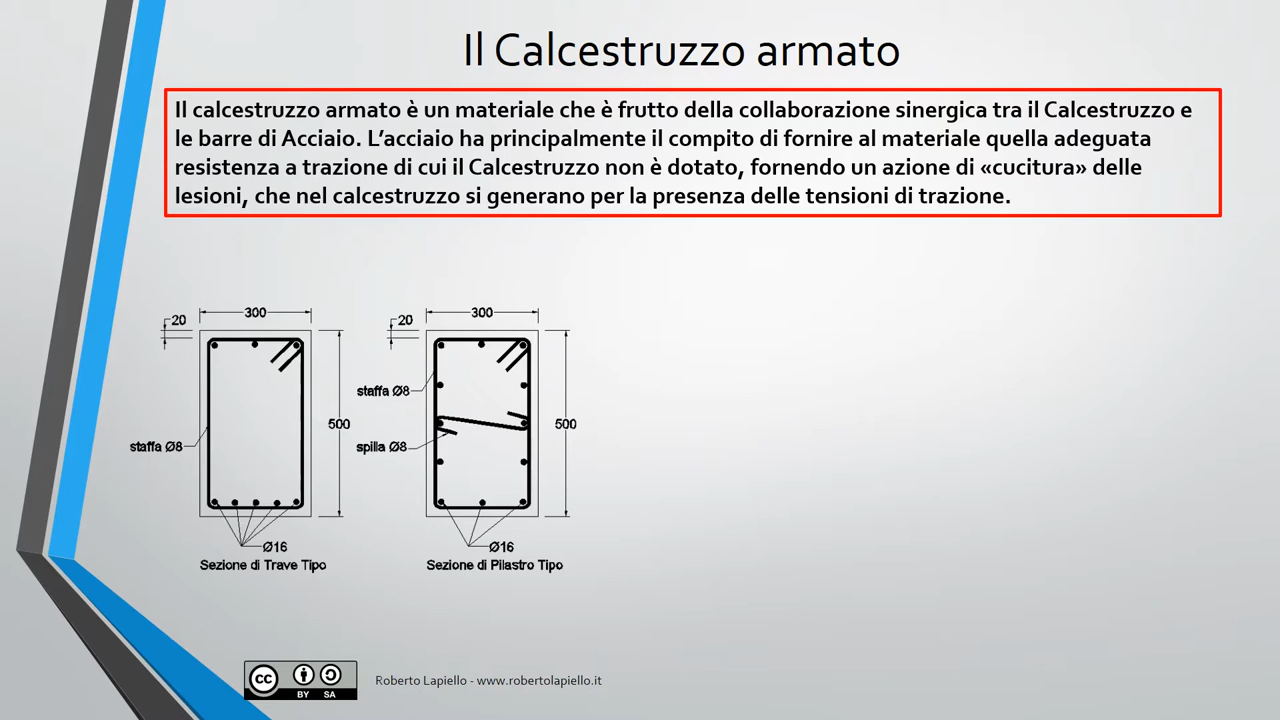 Il Calcestruzzo armato
Il calcestruzzo armato è un materiale che è frutto della collaborazione sinergica tra il Calcestruzzo e
le barre di Acciaio. L’acciaio ha principalmente il compito di fornire al materiale quella adeguata
resistenza a trazione di cui il Calcestruzzo non è dotato, fornendo un azione di «cucitura» delle
lesioni, che nel calcestruzzo si generano per la presenza delle tensioni di trazione.
300
20
staffa Ø8
500
Ø16
Sezione di Trave Tipo
300
20
staffa Ø8
spilla Ø8
500
Ø16
Sezione di Pilastro Tipo
cc
BY SA
Roberto Lapiello - www.robertolapiello.it